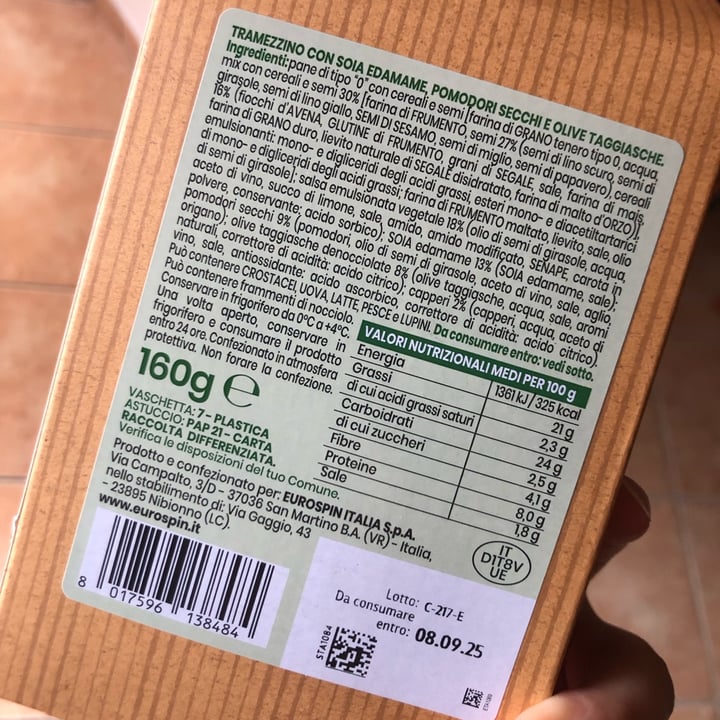 TRAMEZZINO CON SOIA EDAMAME, POMODORI SECCHI E OLIVE TAGGIASCHE.
Ingredienti: pane di tipo "0" con cereali e semi [farina di GRANO tenero tipo 0, acqua,
mix con cereali e semi 30% [farina di FRUMENTO, semi 27% (semi di lino scuro, semi di
girasole, semi di lino giallo, SEMI DI SESAMO, semi di miglio, semi di papavero), cereali
16% (fiocchi d'AVENA, GLUTINE di FRUMENTO, grani di SEGALE, sale, farina di mais,
farina di GRANO duro, lievito naturale di SEGALE disidratato, farina di malto d'ORZO)],
emulsionanti: mono- e digliceridi degli acidi grassi, esteri mono- e diacetiltartarici
di mono- e digliceridi degli acidi grassi; farina di FRUMENTO maltato, lievito, sale, olio
di semi di girasole]; salsa emulsionata vegetale 18% (olio di semi di girasole, acqua,
aceto di vino, succo di limone, sale, amido, amido modificato, SENAPE, carota in
polvere, conservante: acido sorbico), SOIA edamame 13% (SOIA edamame, sale);
pomodori secchi 9% (pomodori, olio di semi di girasole, aceto di vino, sale, aglio,
origano); olive taggiasche denocciolate 8% (olive taggiasche, acqua, sale, aromi
naturali, correttore di acidità: acido citrico); capperi 2% (capperi, acqua, aceto di
vino, sale, antiossidante: acido ascorbico, correttore di acidità: acido citrico).
Può contenere CROSTACEI, UOVA, LATTE, PESCE e LUPINI. Da consumare entro: vedi sotto.
Può contenere frammenti di nocciolo.
Conservare in frigorifero da 0°C a +4°C.
Una volta aperto, conservare in
frigorifero e consumare il prodotto
entro 24 ore. Confezionato in atmosfera
protettiva. Non forare la confezione.
VALORI NUTRIZIONALI MEDI PER 100 g
Energia 1361 kJ / 325 kcal
Grassi 21 g
di cui acidi grassi saturi 2,3 g
Carboidrati 24 g
di cui zuccheri 2,5 g
Fibre 4,1 g
Proteine 8,0 g
Sale 1,8 g
160g e
VASCHETTA: 7 - PLASTICA
ASTUCCIO: PAP 21 - CARTA
RACCOLTA DIFFERENZIATA.
Verifica le disposizioni del tuo Comune.
Prodotto e confezionato per: EUROSPIN ITALIA S.p.A.
Via Campalto, 3/D - 37036 San Martino B.A. (VR) - Italia,
nello stabilimento di: Via Gaggio, 43
- 23895 Nibionno (LC).
www.eurospin.it
IT
D1T8V
UE
8 017596 138484
Lotto: C-217-E
Da consumare
entro: 08.09.25
STA1084